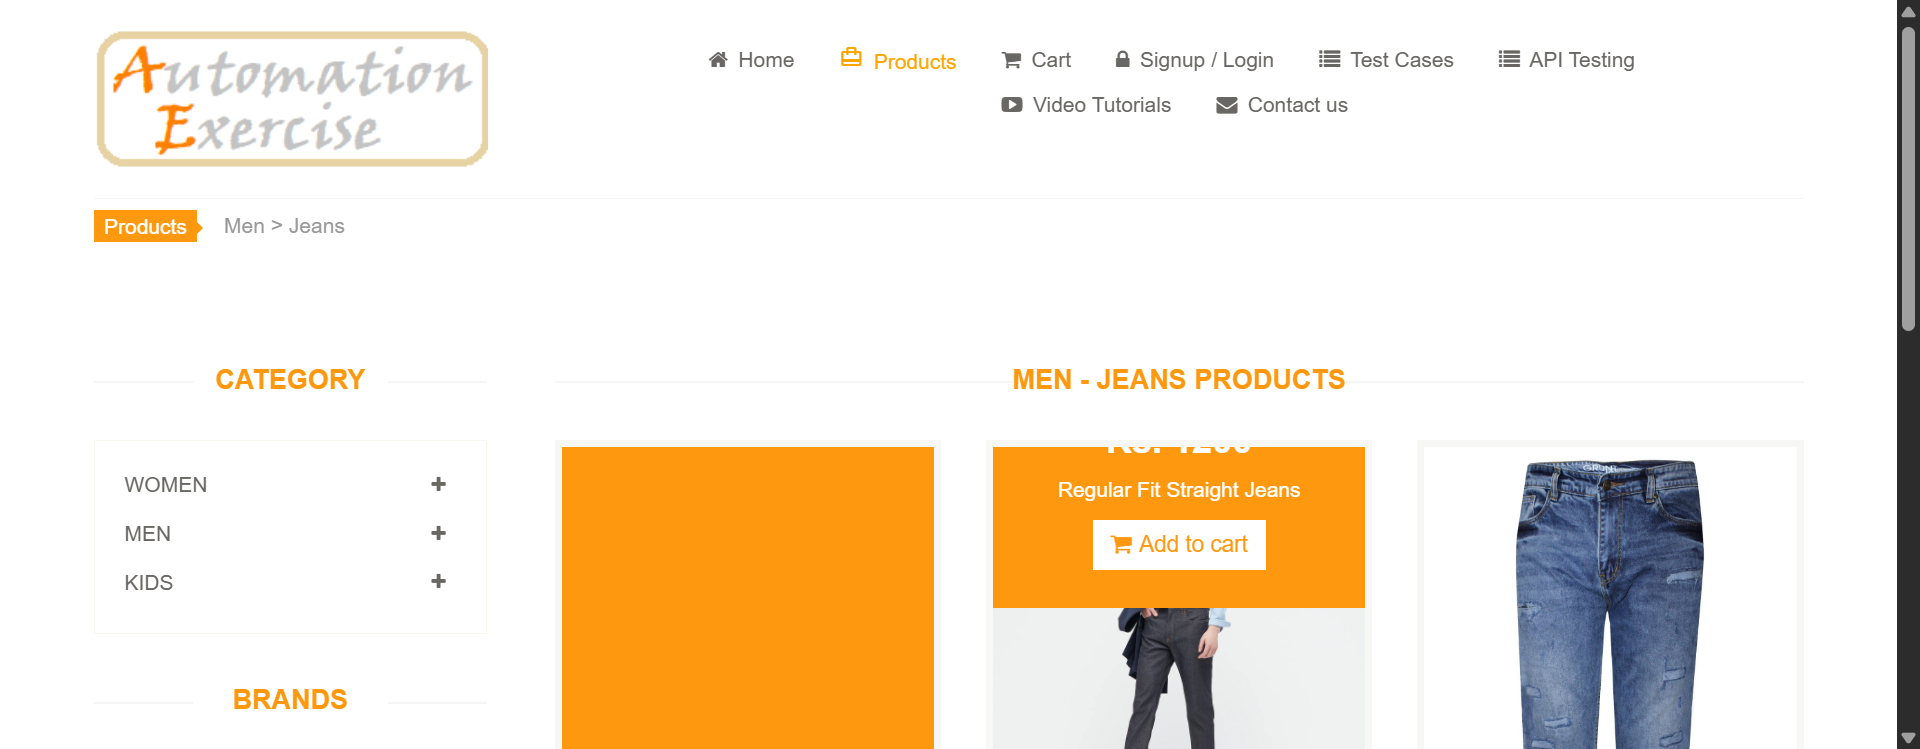 Automation
Exercise
Home
Products
Cart
Signup / Login
Test Cases
API Testing
Video Tutorials
Contact us
Products
Men > Jeans
CATEGORY
MEN - JEANS PRODUCTS
WOMEN
MEN
KIDS
Regular Fit Straight Jeans
Add to cart
BRANDS